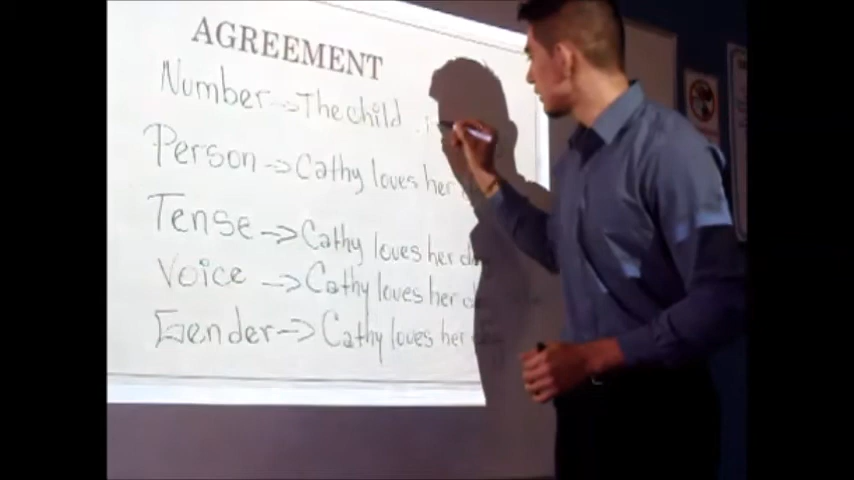 AGREEMENT
Number -> The child
Person -> Cathy loves her
Tense -> Cathy loves her
Voice -> Cathy loves her
Gender -> Cathy loves her